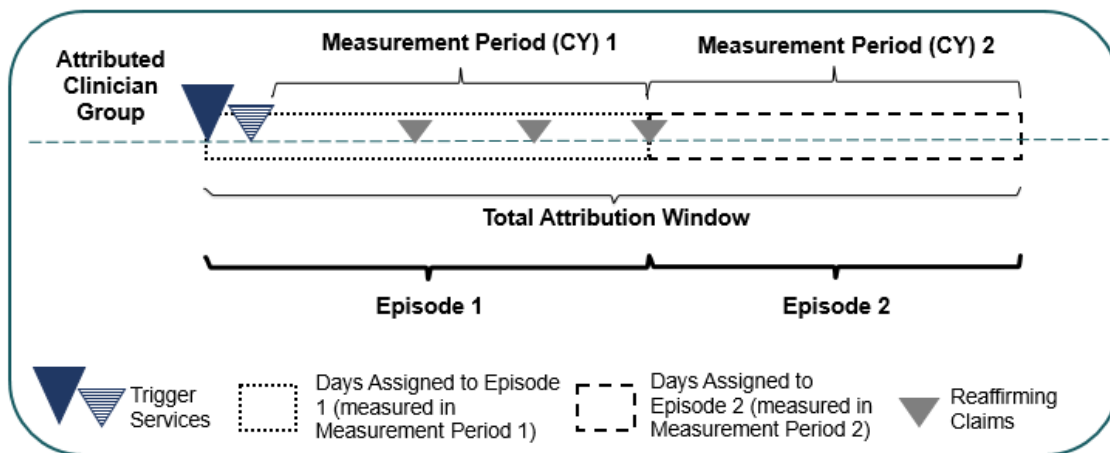 Measurement Period (CY) 1
Measurement Period (CY) 2
Attributed
Clinician
Group
Total Attribution Window
Episode 1
Episode 2
Trigger
Services
Days Assigned to Episode
1 (measured in
Measurement Period 1)
Days Assigned to
Episode 2 (measured in
Measurement Period 2)
Reaffirming
Claims